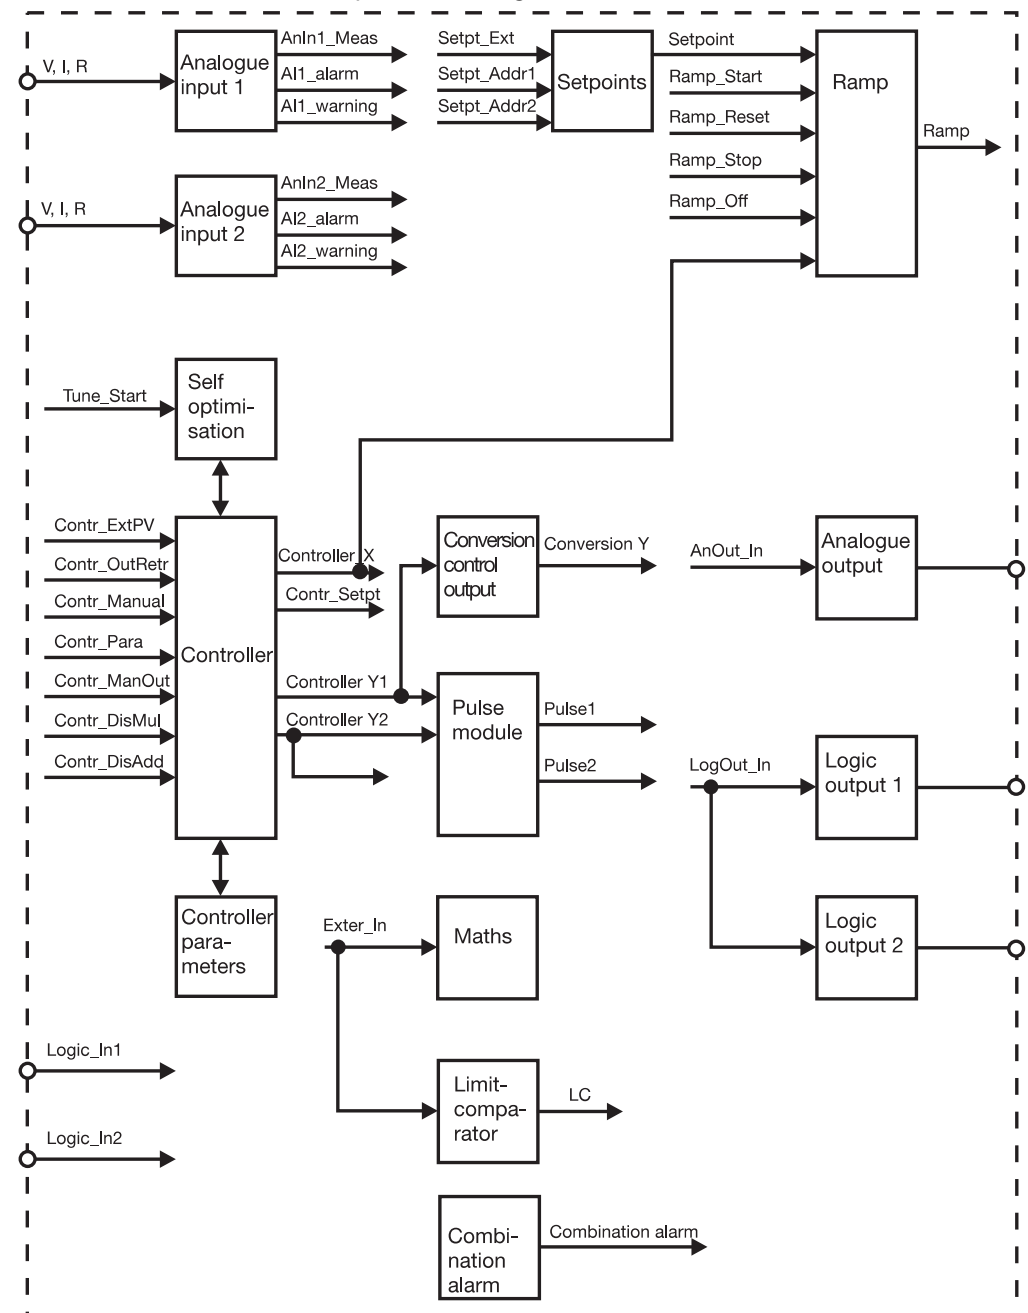 V, I, R
Analogue
input 1
AnIn1_Meas
AI1_alarm
AI1_warning
Setpt_Ext
Setpt_Addr1
Setpt_Addr2
Setpoints
Setpoint
Ramp_Start
Ramp_Reset
Ramp_Stop
Ramp_Off
Ramp
Ramp
V, I, R
Analogue
input 2
AnIn2_Meas
AI2_alarm
AI2_warning
Tune_Start
Self
optimi-
sation
Contr_ExtPV
Contr_OutRetr
Contr_Manual
Contr_Para
Contr_ManOut
Contr_DisMul
Contr_DisAdd
Controller
Controller_X
Contr_Setpt
Controller Y1
Controller Y2
Conversion
control
output
Conversion Y
AnOut_In
Analogue
output
Pulse
module
Pulse1
Pulse2
LogOut_In
Logic
output 1
Logic
output 2
Controller
para-
meters
Exter_In
Maths
Logic_In1
Limit-
compa-
rator
LC
Logic_In2
Combi-
nation
alarm
Combination alarm